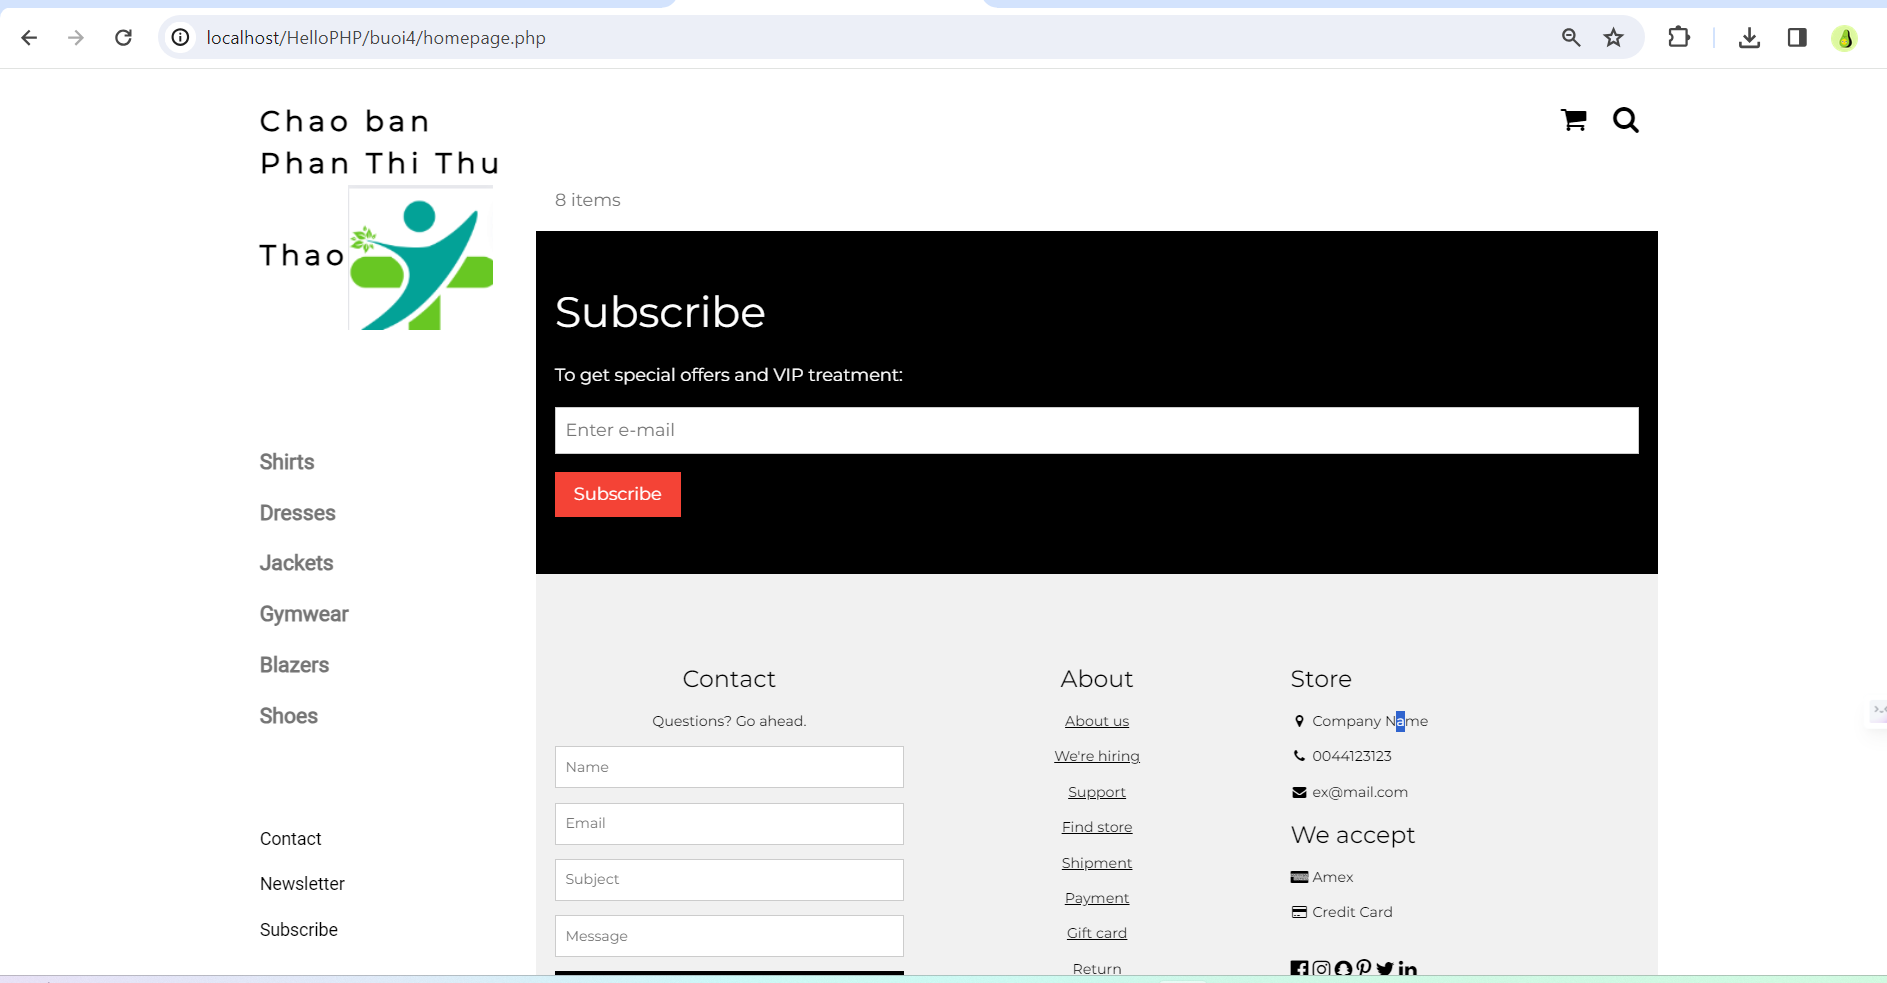 localhost/HelloPHP/buoi4/homepage.php
Chao ban
Phan Thi Thu
Thao
8 items
Subscribe
To get special offers and VIP treatment:
Enter e-mail
Subscribe
Shirts
Dresses
Jackets
Gymwear
Blazers
Shoes
Contact
Newsletter
Subscribe
Contact
Questions? Go ahead.
Name
Email
Subject
Message
About
About us
We're hiring
Support
Find store
Shipment
Payment
Gift card
Return
Store
Company Name
0044123123
ex@mail.com
We accept
Amex
Credit Card